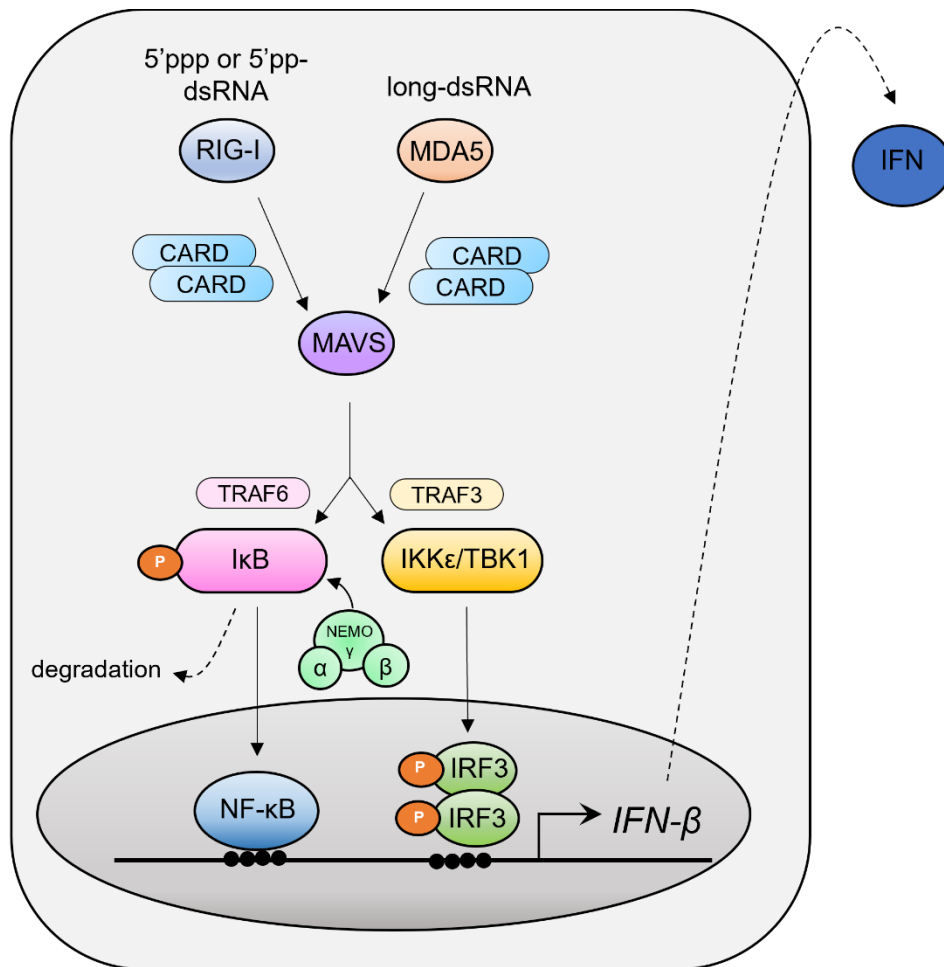 5’ppp or 5’pp-
dsRNA
long-dsRNA
RIG-I
MDA5
IFN
CARD
CARD
CARD
CARD
MAVS
TRAF6
TRAF3
P
IκB
IKKε/TBK1
NEMO
γ
α
β
degradation
P
IRF3
NF-κB
P
IRF3
IFN-β